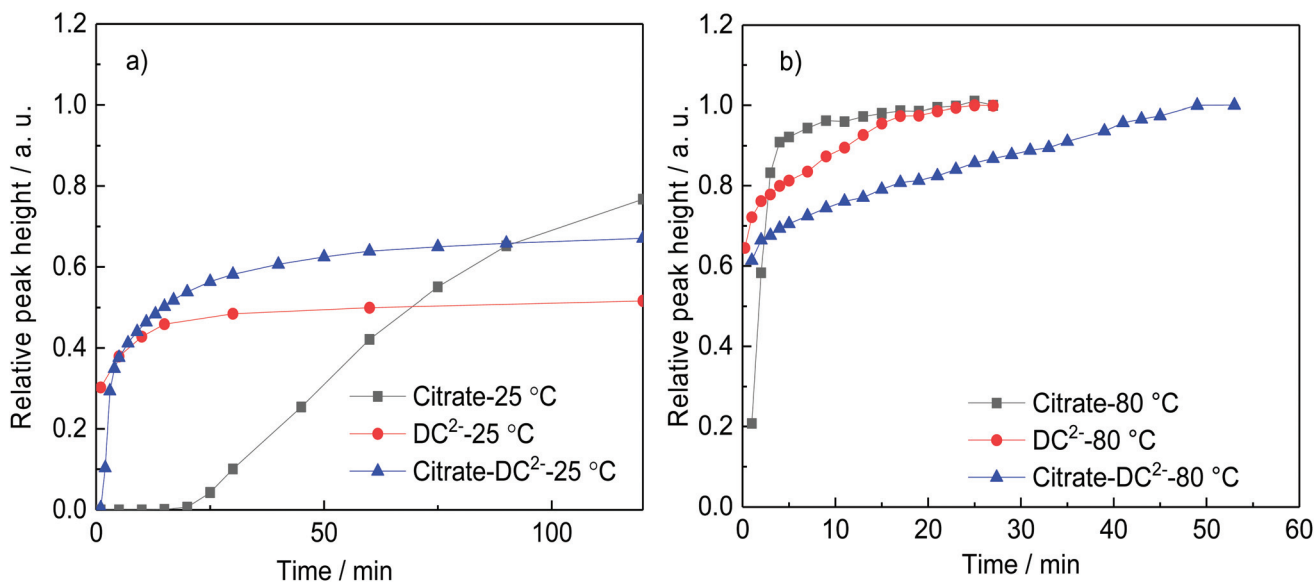 a)
Relative peak height / a. u.
1.2
1.0
0.8
0.6
0.4
0.2
0.0
0
50
100
Time / min
Citrate-25 °C
DC²⁻-25 °C
Citrate-DC²⁻-25 °C
b)
Relative peak height / a. u.
1.2
1.0
0.8
0.6
0.4
0.2
0.0
0
10
20
30
40
50
60
Time / min
Citrate-80 °C
DC²⁻-80 °C
Citrate-DC²⁻-80 °C